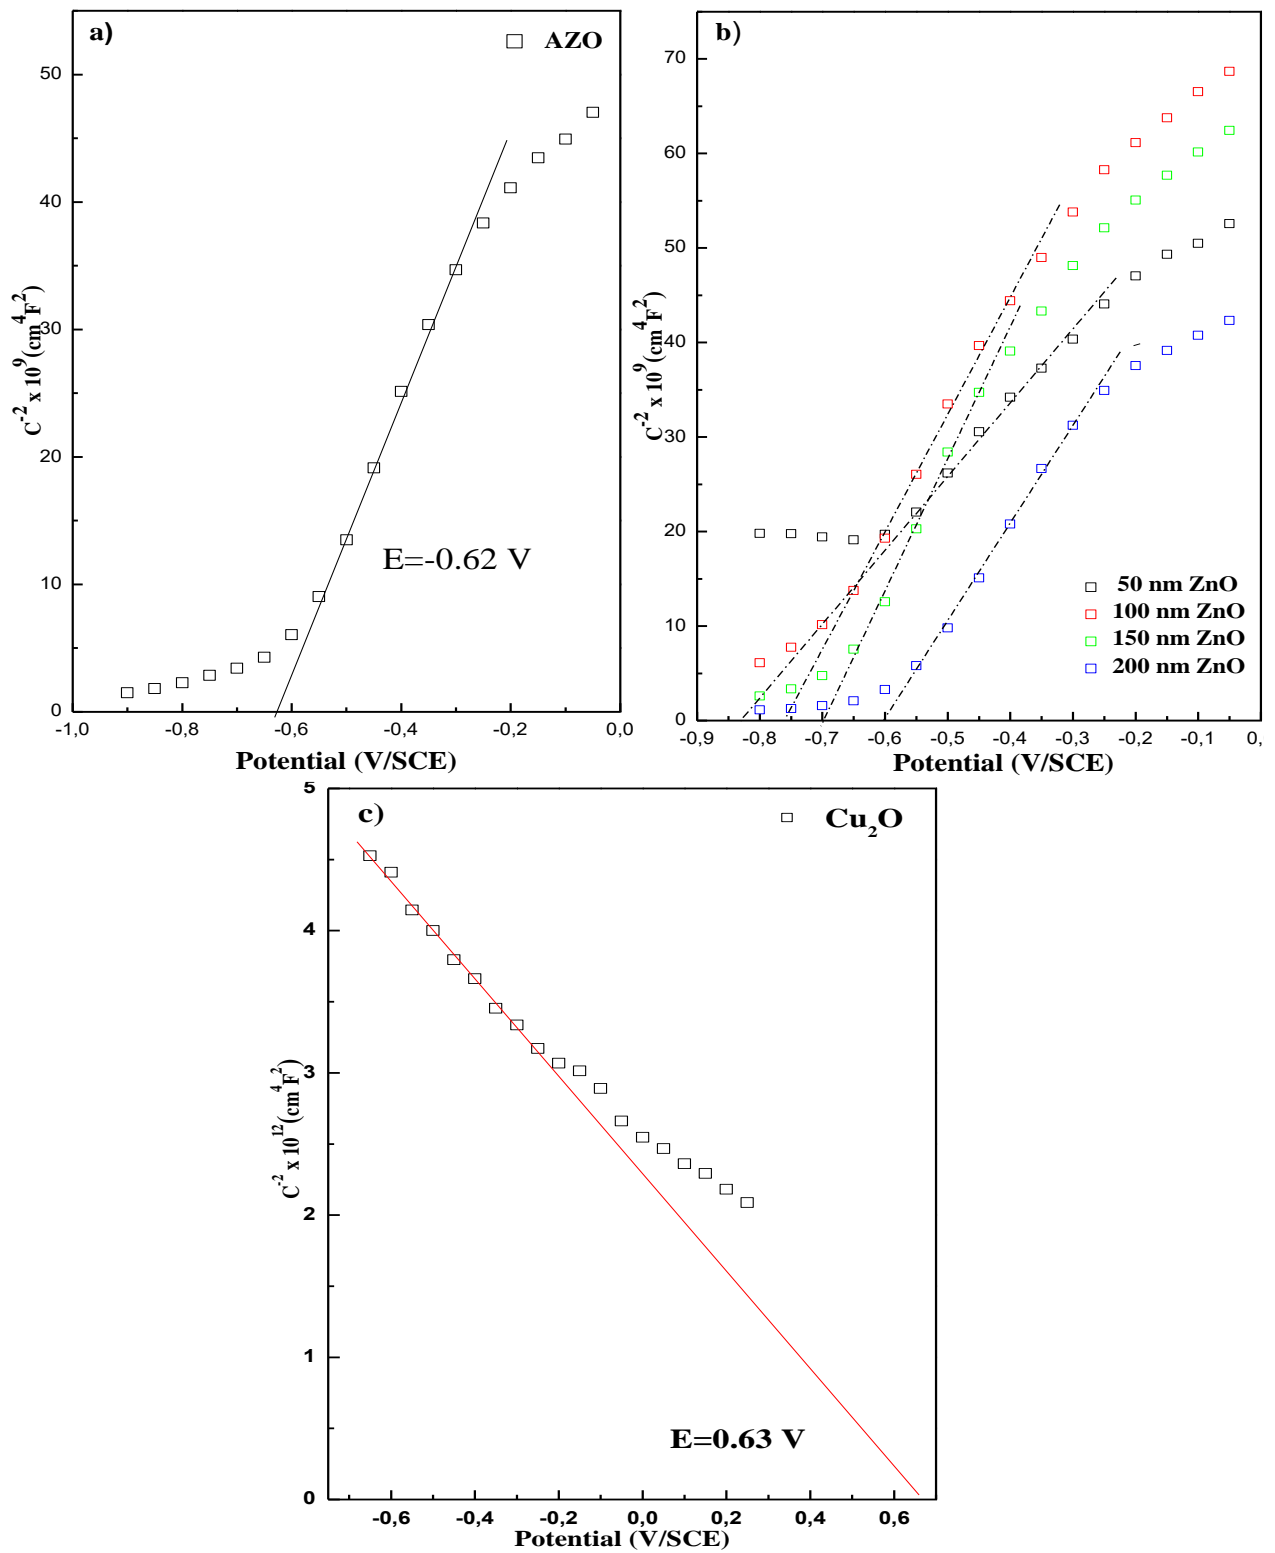 a)
AZO
50
40
30
20
10
0
-1,0
-0,8
-0,6
-0,4
-0,2
0,0
E=-0.62 V
C-2 x 109(cm4F2)
Potential (V/SCE)
b)
70
60
50
40
30
20
10
0
-0,9
-0,8
-0,7
-0,6
-0,5
-0,4
-0,3
-0,2
-0,1
0,
50 nm ZnO
100 nm ZnO
150 nm ZnO
200 nm ZnO
C-2 x 109(cm4F2)
Potential (V/SCE)
c)
Cu2O
5
4
3
2
1
0
-0,6
-0,4
-0,2
0,0
0,2
0,4
0,6
E=0.63 V
C-2 x 1012(cm4F2)
Potential (V/SCE)